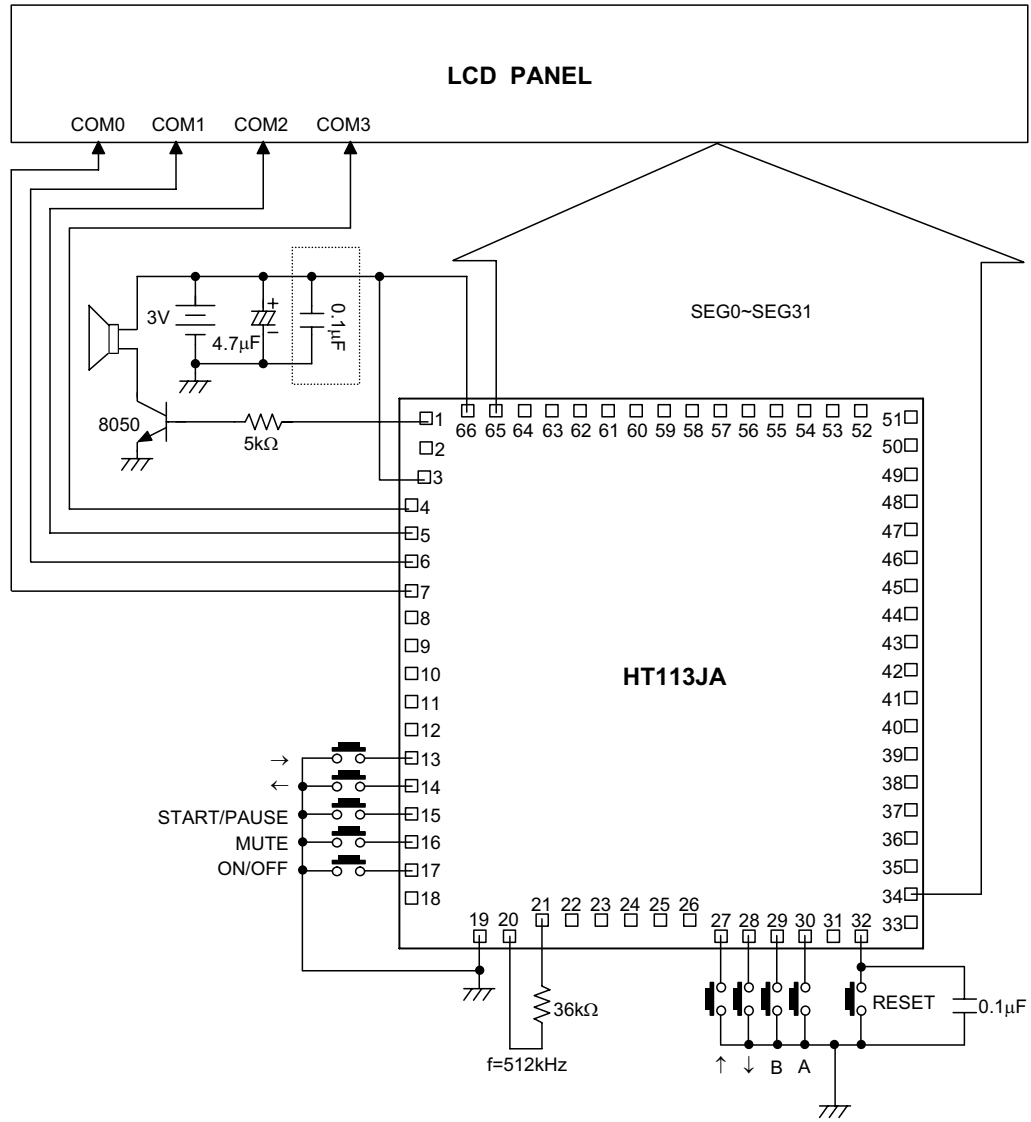 LCD PANEL
COM0 COM1 COM2 COM3
SEG0~SEG31
3V
+
−
4.7μF
0.1μF
8050
5kΩ
1
2
3
4
5
6
7
8
9
10
11
12
13
14
15
16
17
18
66 65 64 63 62 61 60 59 58 57 56 55 54 53 52
51
50
49
48
47
46
45
44
43
42
41
40
39
38
37
36
35
34
33
HT113JA
→
←
START/PAUSE
MUTE
ON/OFF
19 20 21 22 23 24 25 26 27 28 29 30 31 32
36kΩ
f=512kHz
RESET
0.1μF
↑ ↓ B A